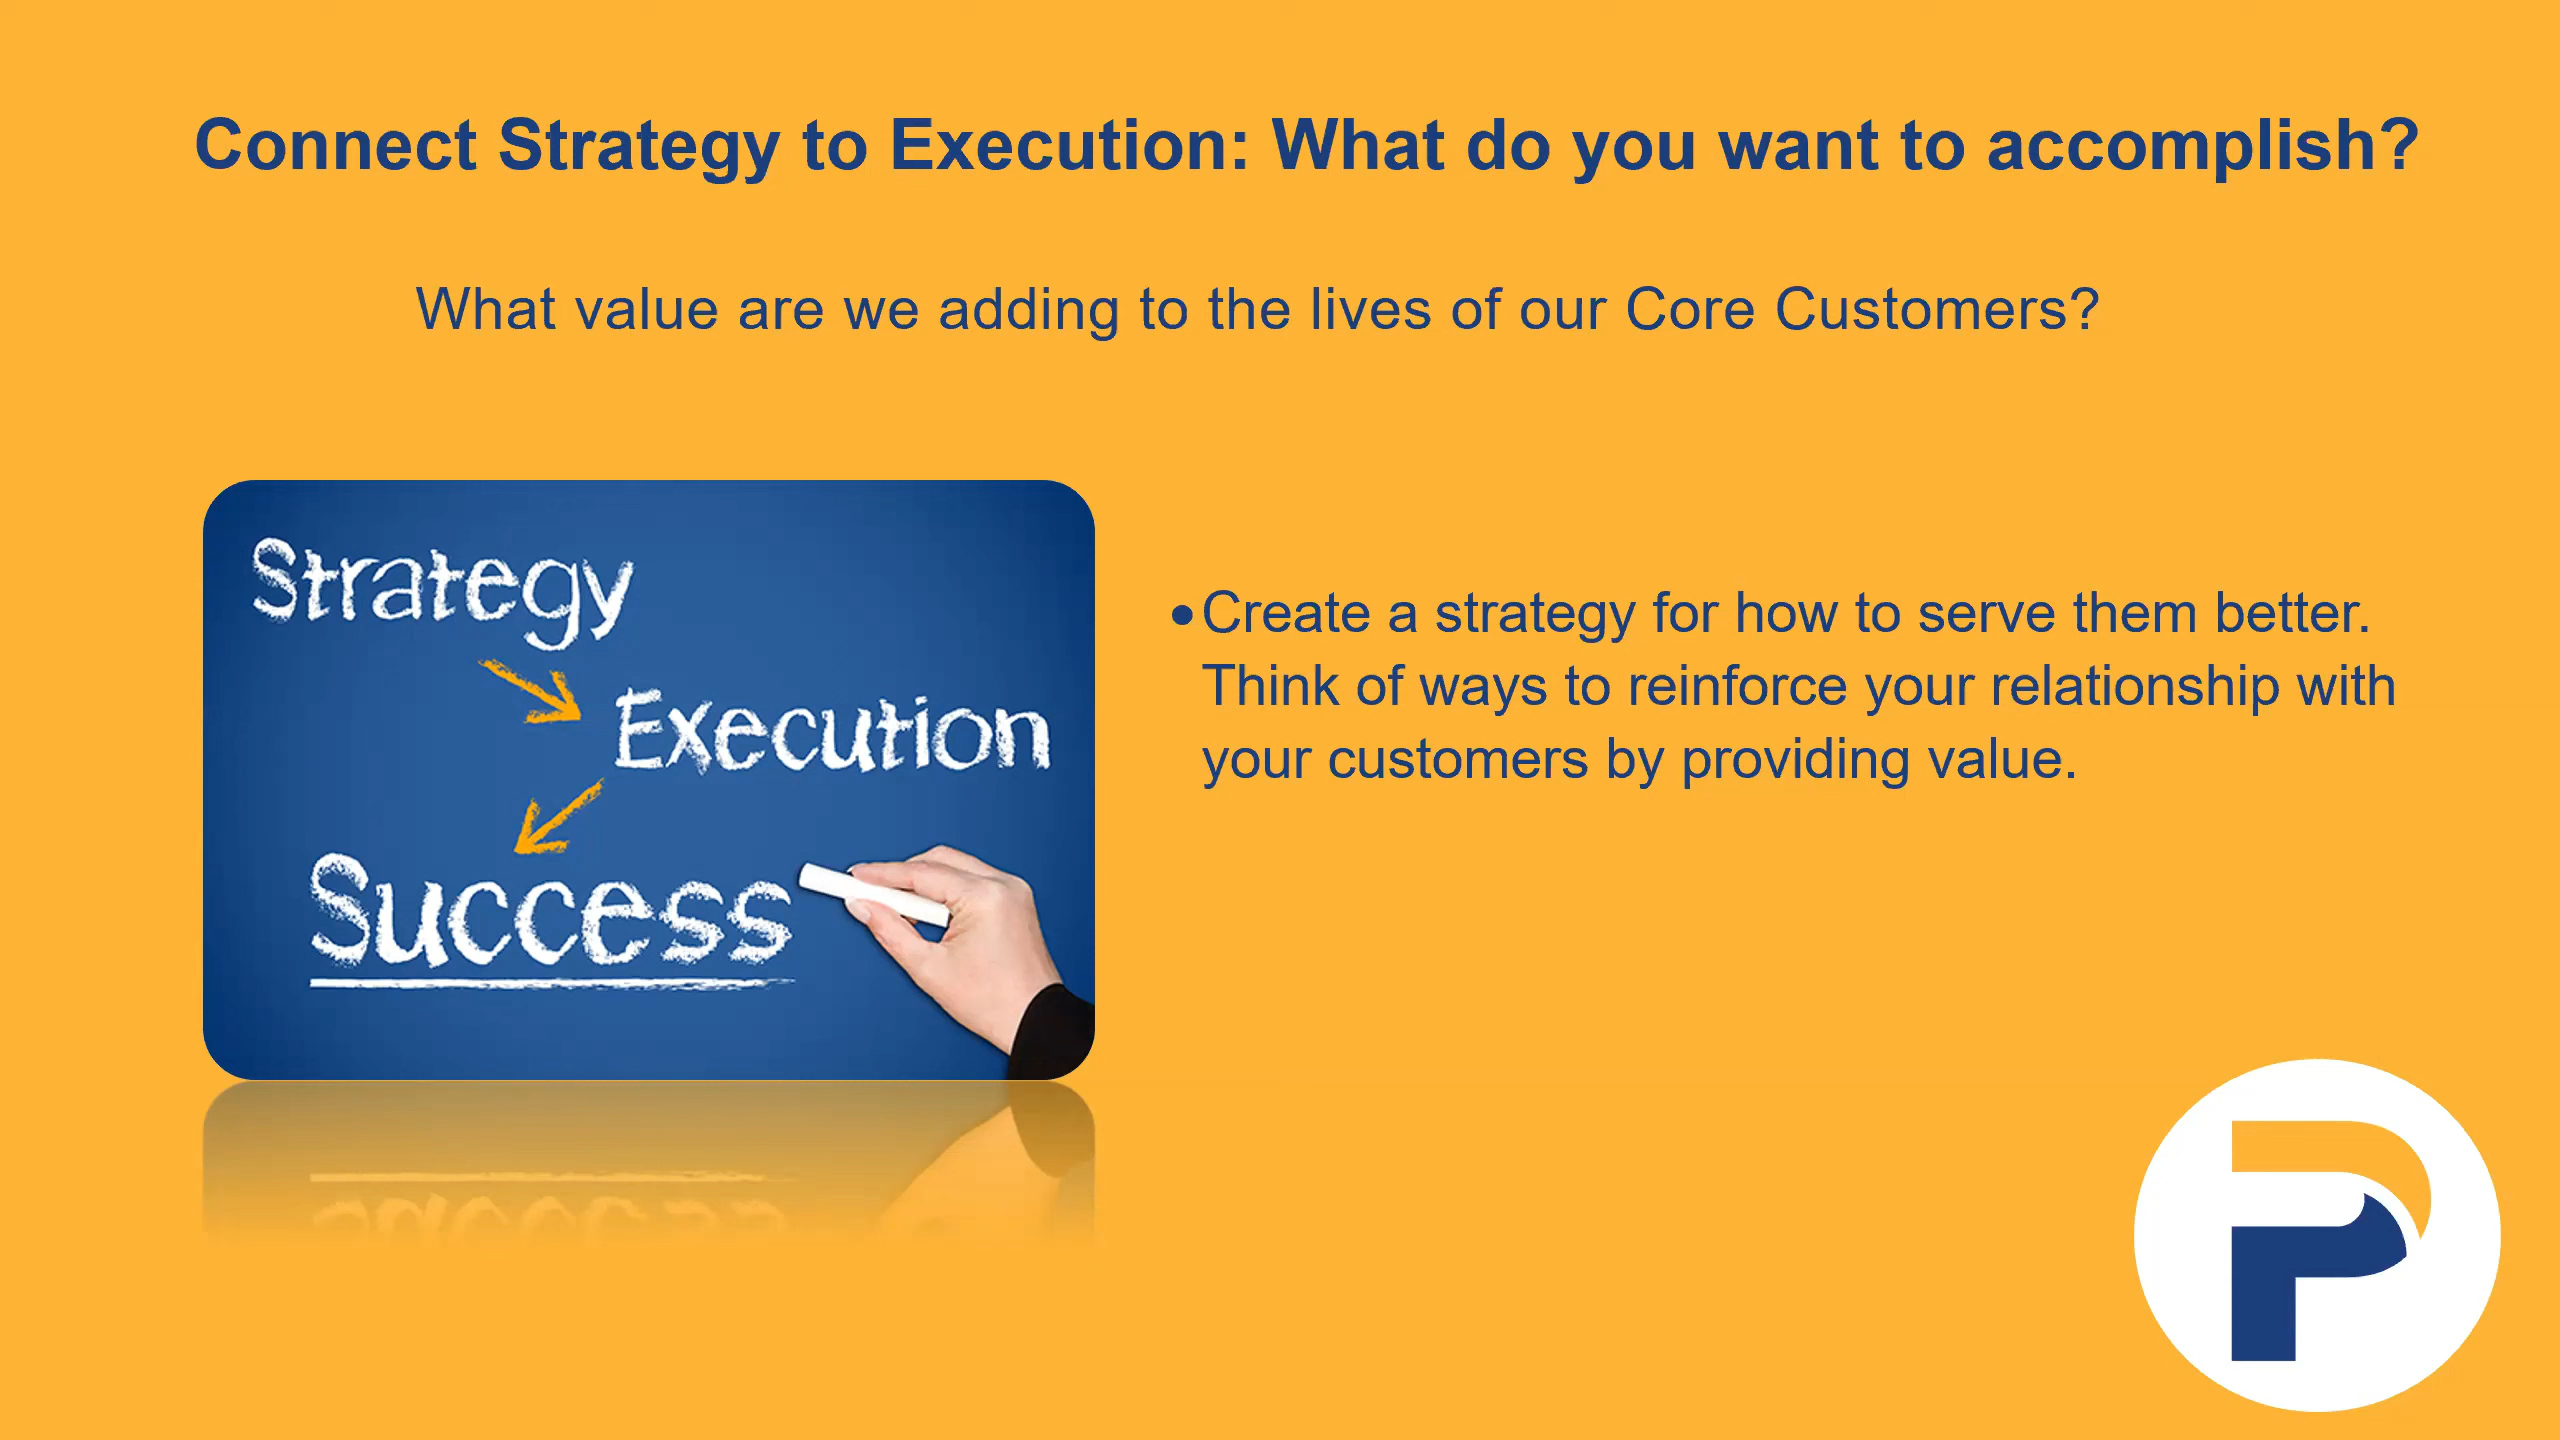 Connect Strategy to Execution: What do you want to accomplish?
What value are we adding to the lives of our Core Customers?
Strategy
Execution
Success
•Create a strategy for how to serve them better.
Think of ways to reinforce your relationship with
your customers by providing value.
P